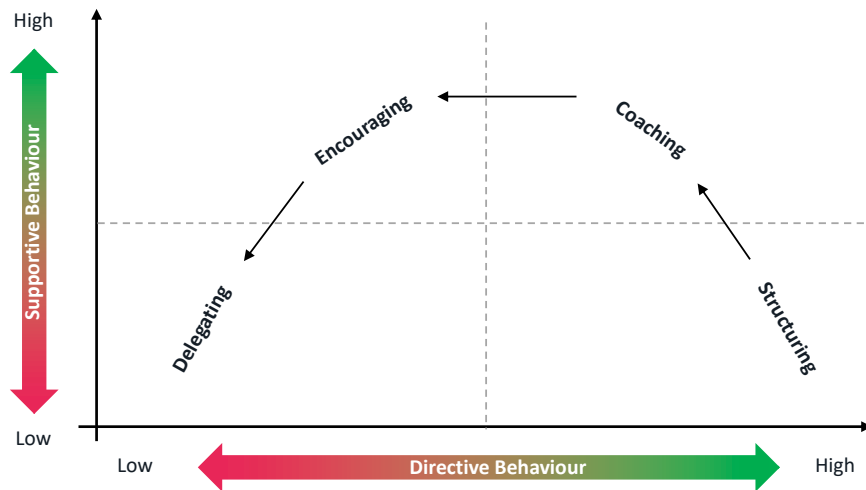 High
Supportive Behaviour
Encouraging
Coaching
Delegating
Structuring
Low
Low
Directive Behaviour
High